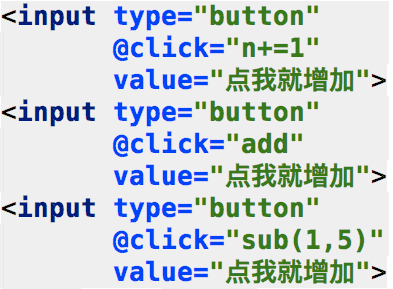 <input type="button"
@click="n+=1"
value="点我就增加">
<input type="button"
@click="add"
value="点我就增加">
<input type="button"
@click="sub(1,5)"
value="点我就增加">